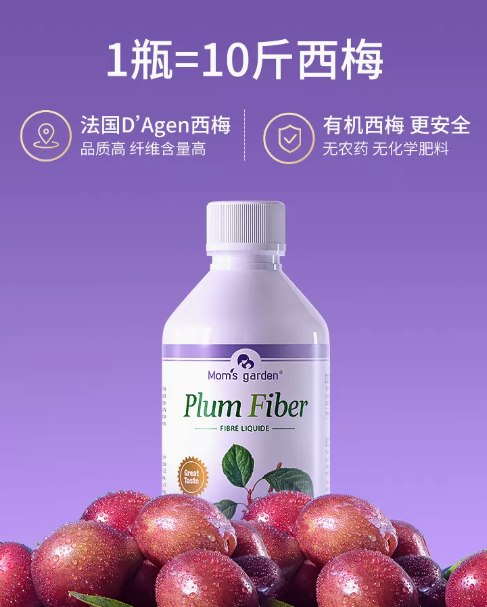 1瓶=10斤西梅
法国D'Agen西梅
品质高 纤维含量高
有机西梅 更安全
无农药 无化学肥料
Mom's garden®
Plum Fiber
FIBRE LIQUIDE
Great
Taste